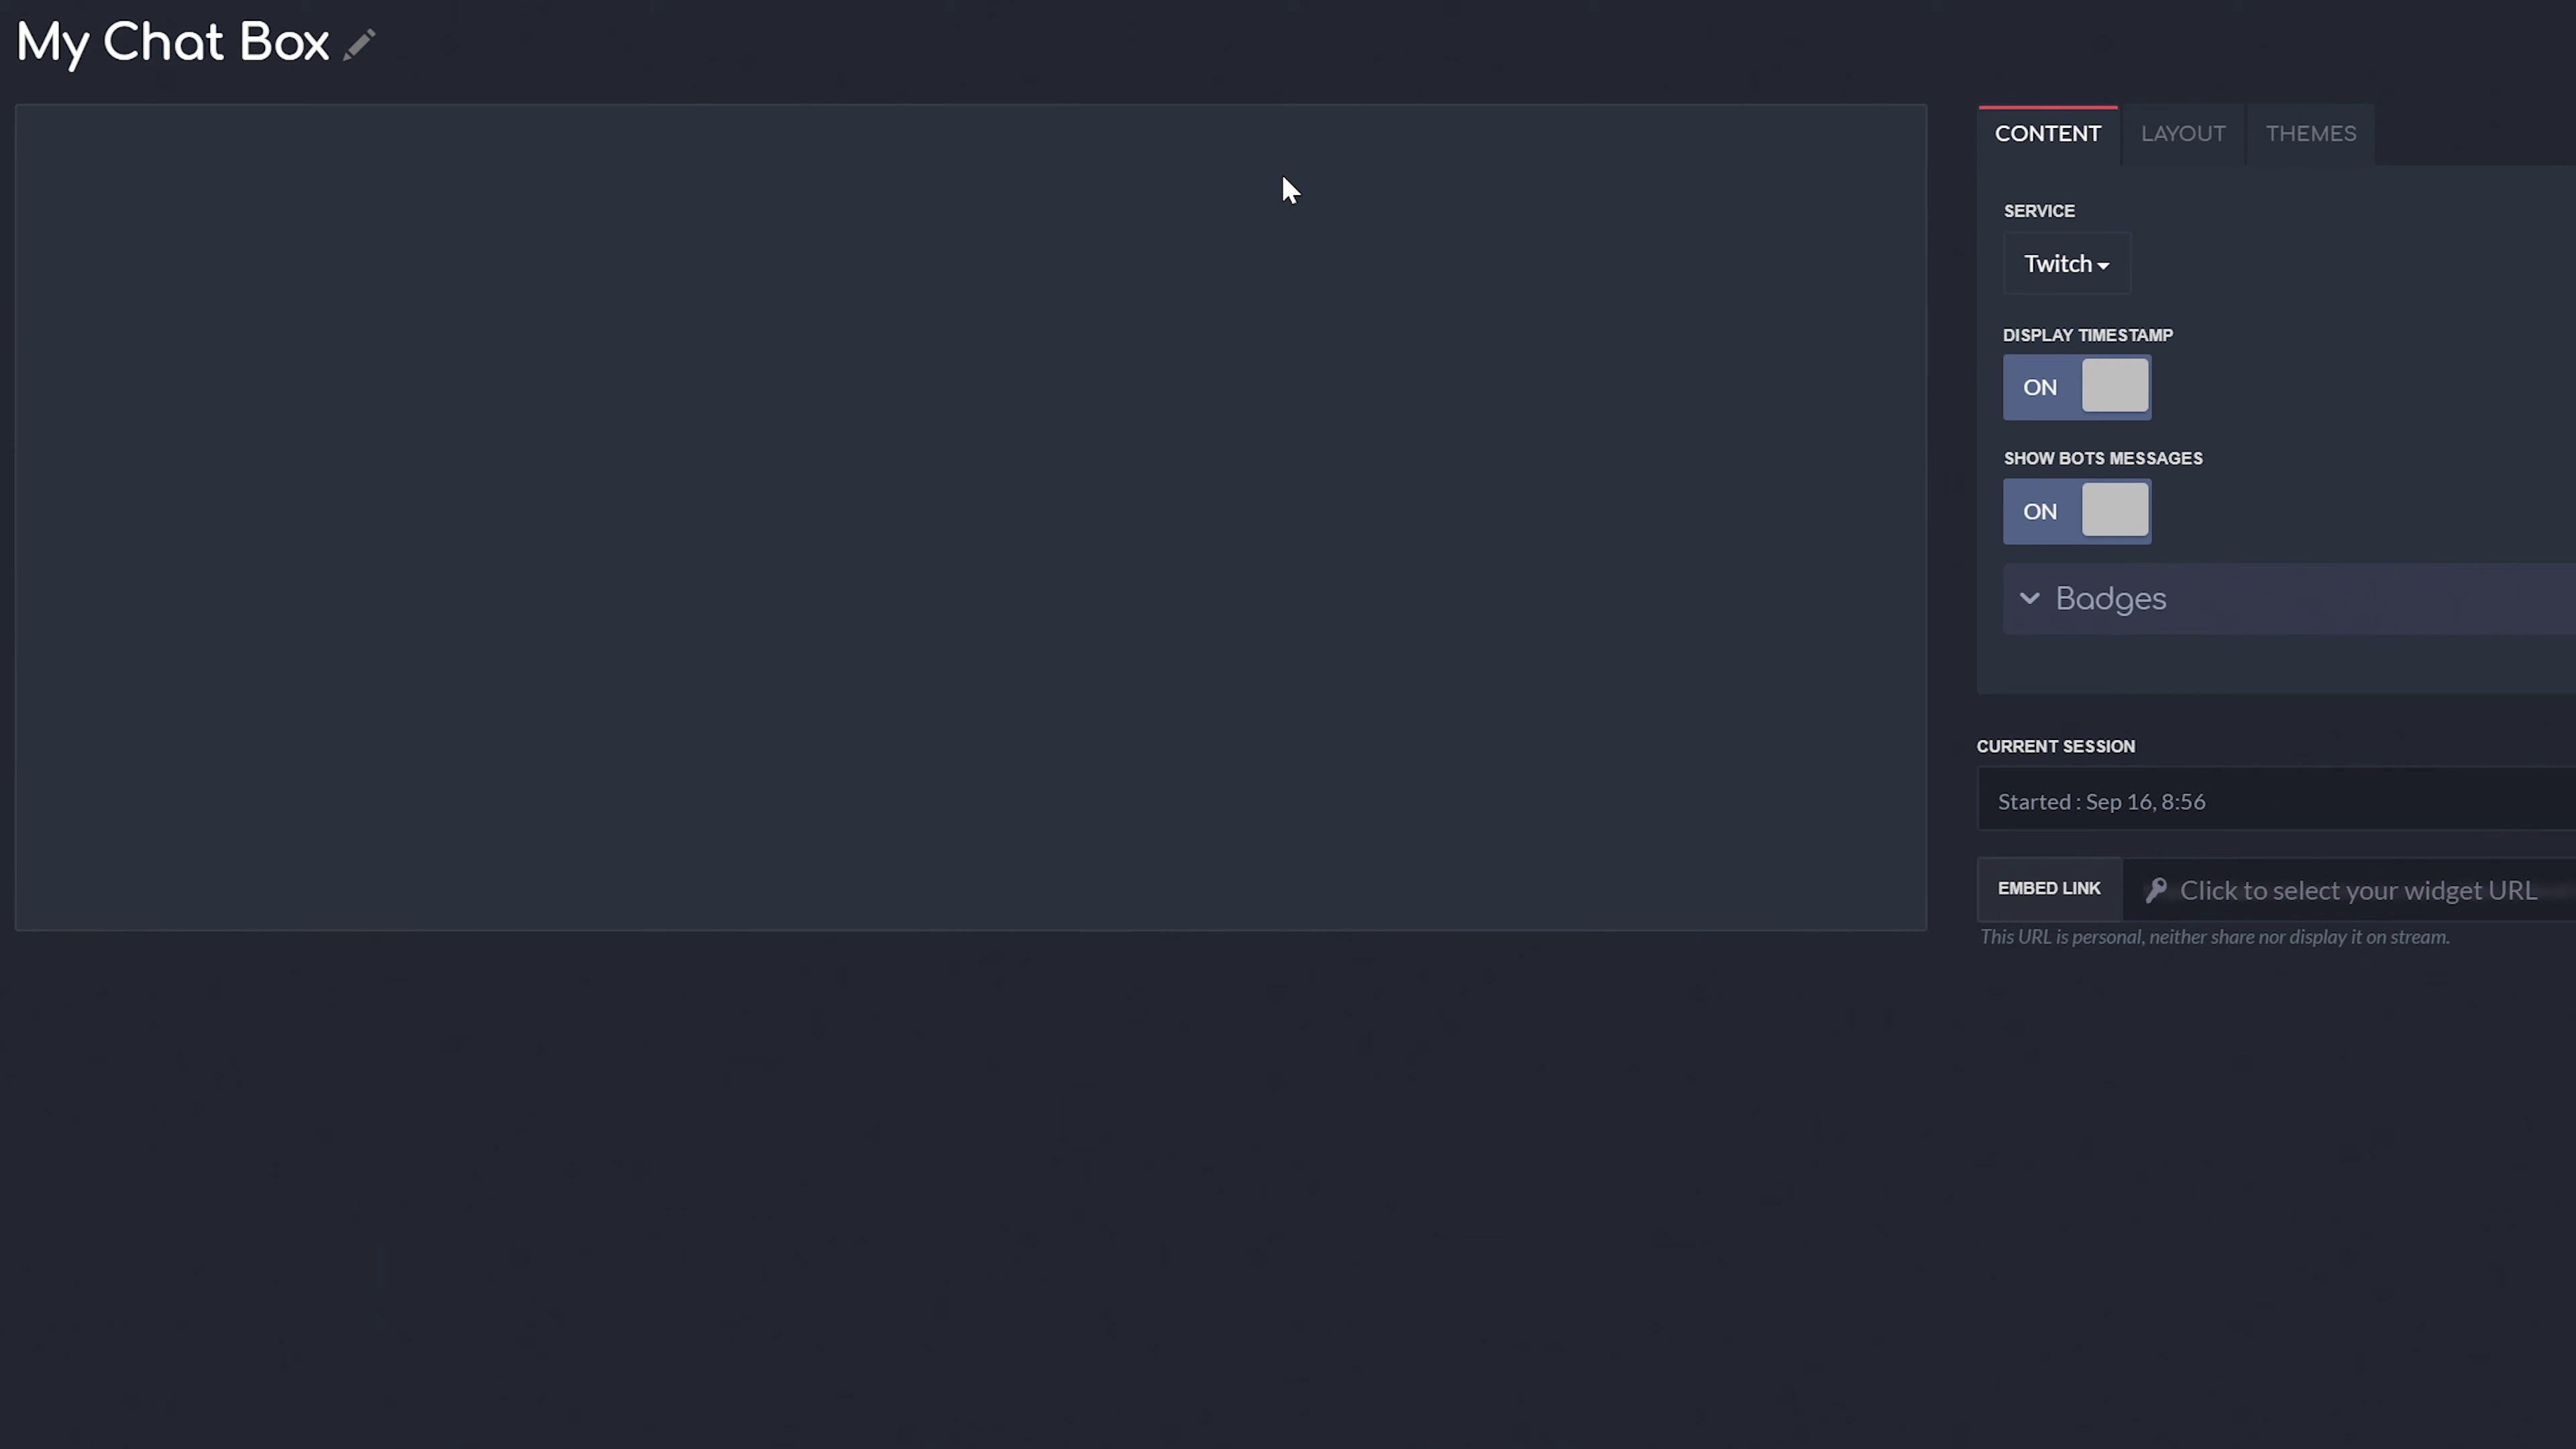 My Chat Box
CONTENT
LAYOUT
THEMES
SERVICE
Twitch
DISPLAY TIMESTAMP
ON
SHOW BOTS MESSAGES
ON
Badges
CURRENT SESSION
Started : Sep 16, 8:56
EMBED LINK
Click to select your widget URL
This URL is personal, neither share nor display it on stream.